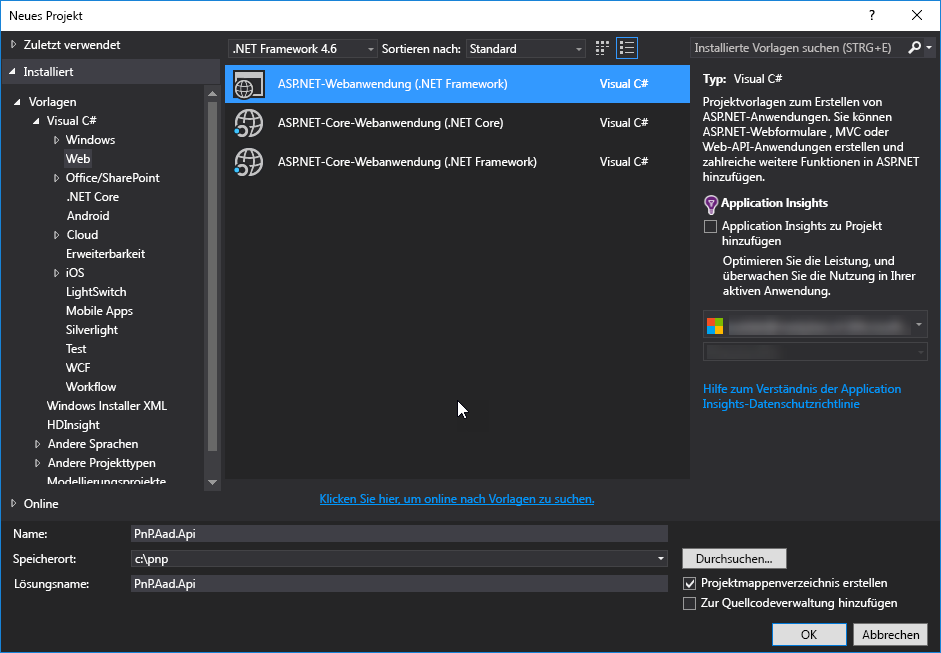 Neues Projekt
?
Zuletzt verwendet
.NET Framework 4.6
Sortieren nach:
Standard
Installierte Vorlagen suchen (STRG+E)
Installiert
Vorlagen
Visual C#
Windows
Web
Office/SharePoint
.NET Core
Android
Cloud
Erweiterbarkeit
iOS
LightSwitch
Mobile Apps
Silverlight
Test
WCF
Workflow
Windows Installer XML
HDInsight
Andere Sprachen
Andere Projekttypen
Modellierungsprojekte
Online
ASP.NET-Webanwendung (.NET Framework) Visual C#
ASP.NET-Core-Webanwendung (.NET Core) Visual C#
ASP.NET-Core-Webanwendung (.NET Framework) Visual C#
Klicken Sie hier, um online nach Vorlagen zu suchen.
Typ: Visual C#
Projektvorlagen zum Erstellen von
ASP.NET-Anwendungen. Sie können
ASP.NET-Webformulare , MVC oder
Web-API-Anwendungen erstellen und
zahlreiche weitere Funktionen in ASP.NET
hinzufügen.
Application Insights
Application Insights zu Projekt
hinzufügen
Optimieren Sie die Leistung, und
überwachen Sie die Nutzung in Ihrer
aktiven Anwendung.
Hilfe zum Verständnis der Application
Insights-Datenschutzrichtlinie
Name: PnP.Aad.Api
Speicherort: c:\pnp
Durchsuchen...
Lösungsname: PnP.Aad.Api
Projektmappenverzeichnis erstellen
Zur Quellcodeverwaltung hinzufügen
OK
Abbrechen